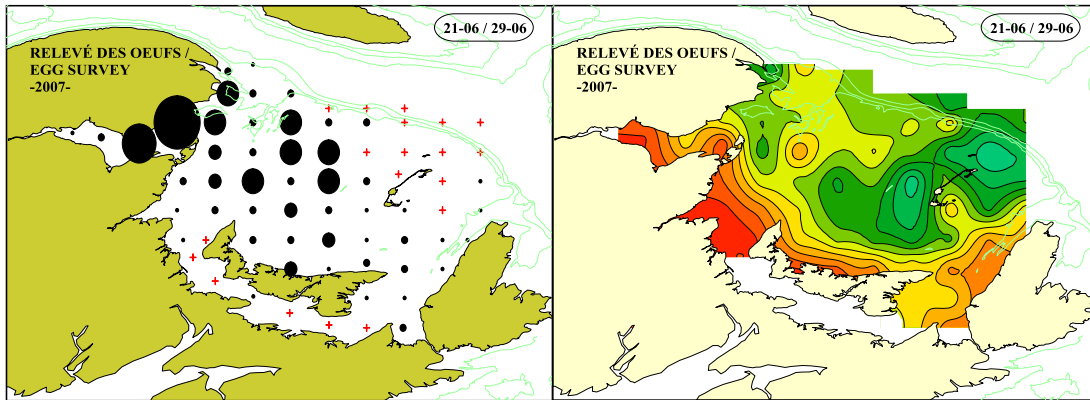 21-06 / 29-06
RELEVÉ DES OEUFS /
EGG SURVEY
-2007-
21-06 / 29-06
RELEVÉ DES OEUFS /
EGG SURVEY
-2007-